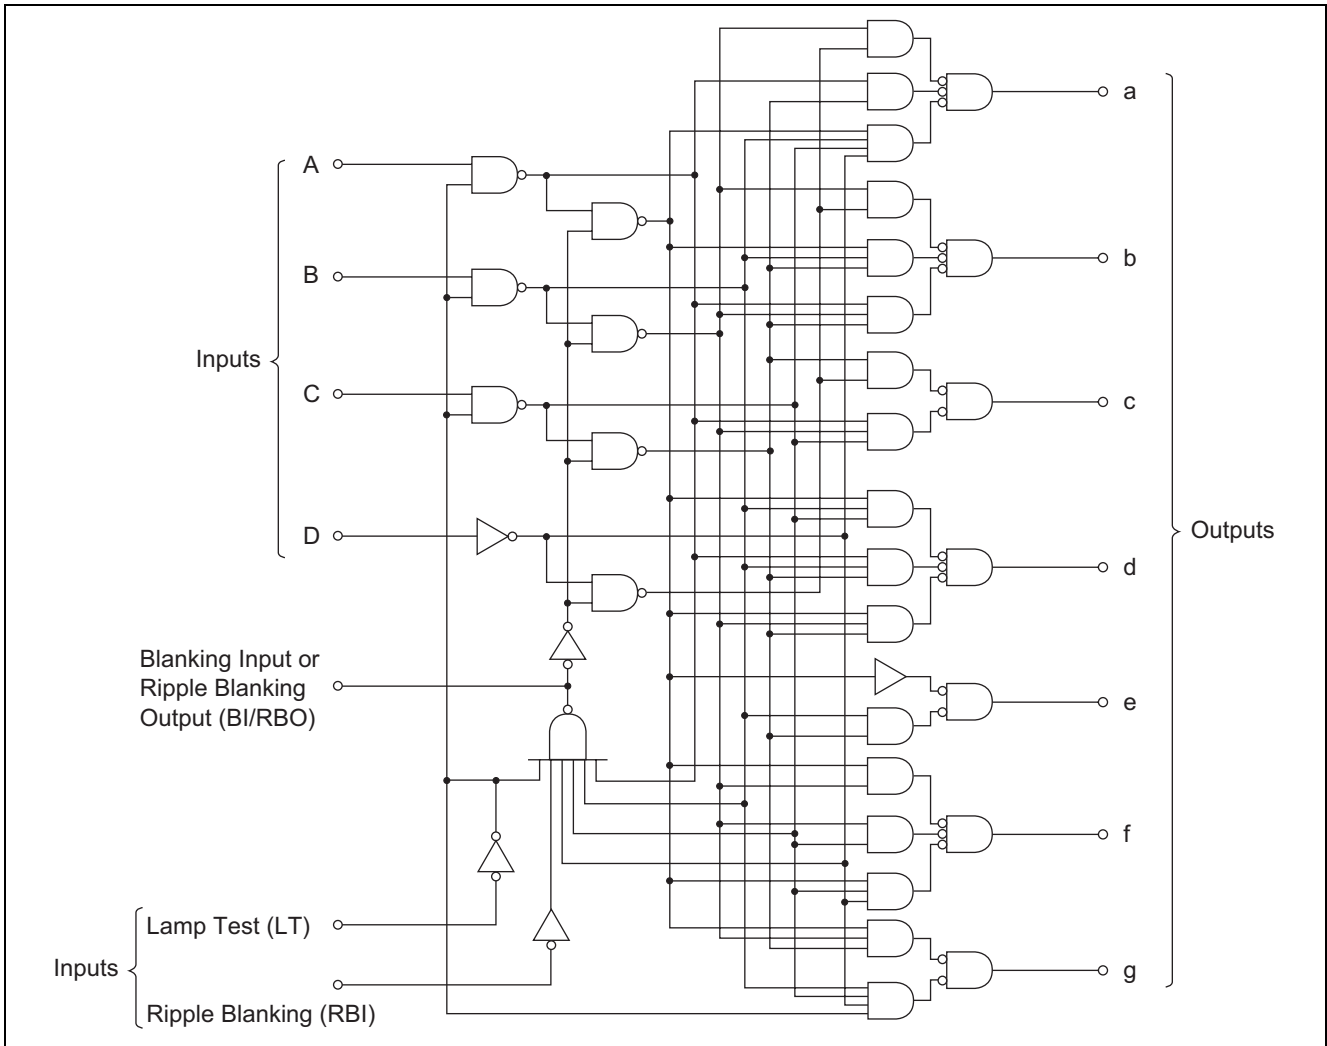 A
B
Inputs
C
D
Blanking Input or
Ripple Blanking
Output (BI/RBO)
Lamp Test (LT)
Inputs
Ripple Blanking (RBI)
a
b
c
Outputs
d
e
f
g